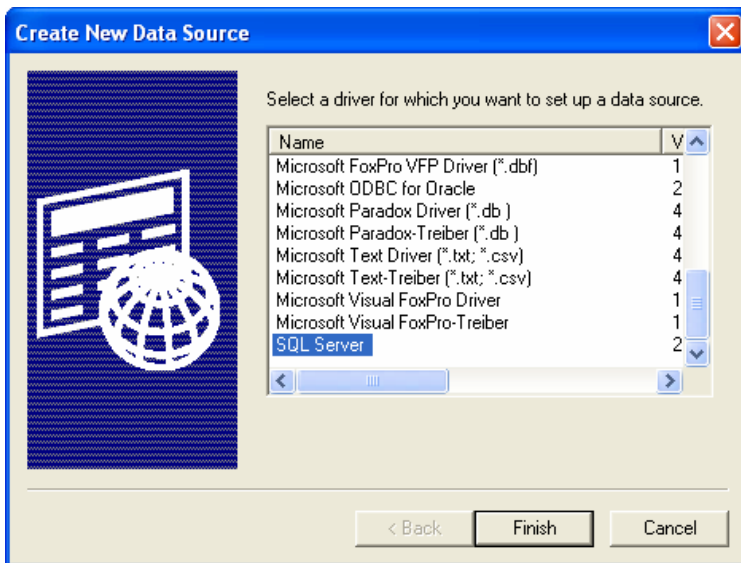 Create New Data Source
Select a driver for which you want to set up a data source.
Name V
Microsoft FoxPro VFP Driver (*.dbf) 1
Microsoft ODBC for Oracle 2
Microsoft Paradox Driver (*.db ) 4
Microsoft Paradox-Treiber (*.db ) 4
Microsoft Text Driver (*.txt; *.csv) 4
Microsoft Text-Treiber (*.txt; *.csv) 4
Microsoft Visual FoxPro Driver 1
Microsoft Visual FoxPro-Treiber 1
SQL Server 2
< Back Finish Cancel